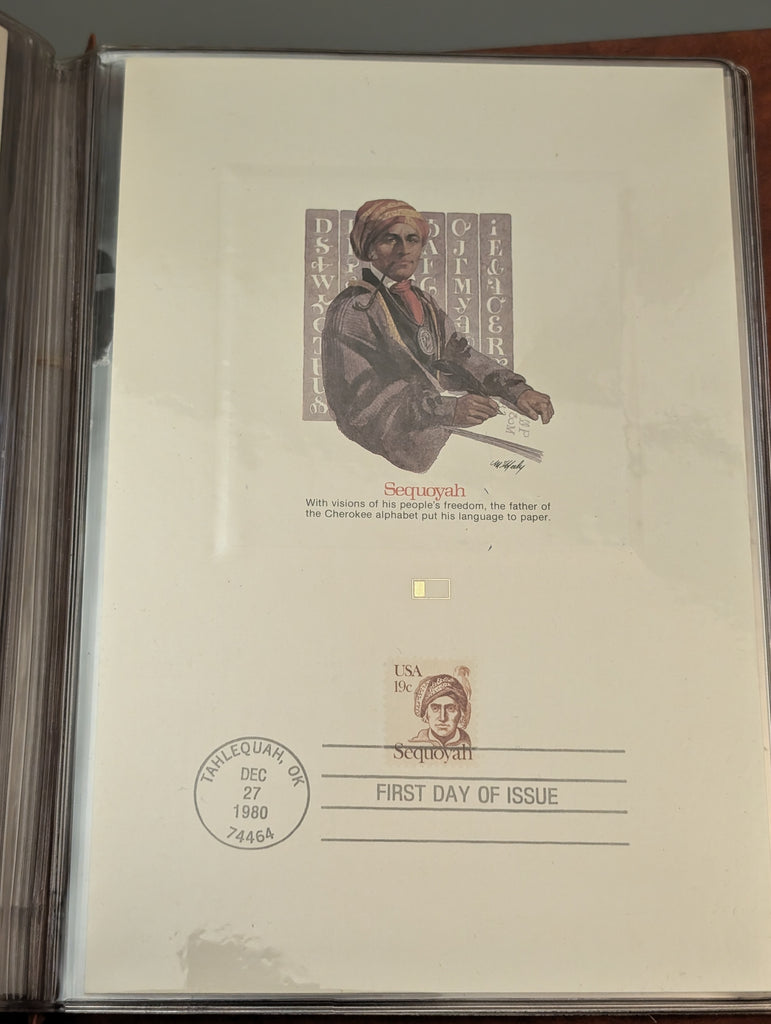 Sequoyah
With visions of his people's freedom, the father of
the Cherokee alphabet put his language to paper.
USA
19c
Sequoyah
TAHLEQUAH, OK
DEC
27
1980
74464
FIRST DAY OF ISSUE